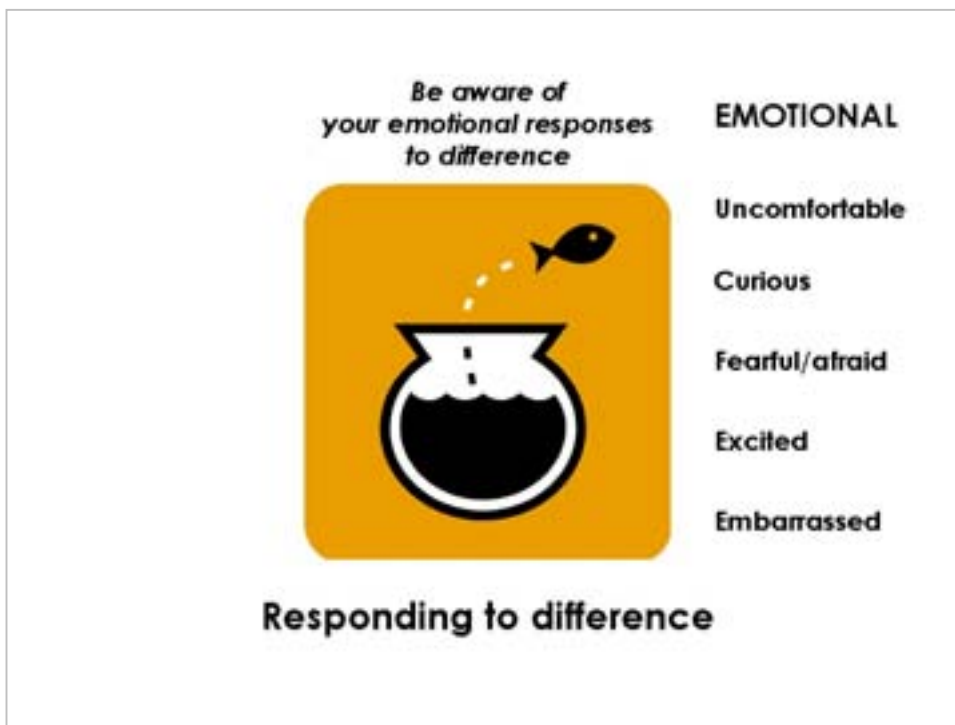 Be aware of
your emotional responses
to difference
EMOTIONAL
Uncomfortable
Curious
Fearful/afraid
Excited
Embarrassed
Responding to difference